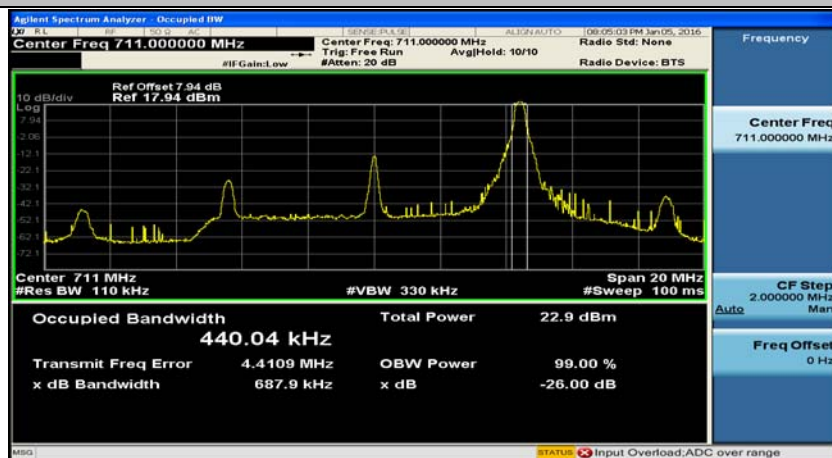 Agilent Spectrum Analyzer - Occupied BW
LXI RL RF 50 Ω AC SENSE:PULSE ALIGN AUTO 08:05:03 PM Jan 05, 2016
Center Freq 711.000000 MHz
Center Freq: 711.000000 MHz
Radio Std: None
Trig: Free Run Avg|Hold: 10/10
#IFGain:Low #Atten: 20 dB Radio Device: BTS
Ref Offset 7.94 dB
10 dB/div Ref 17.94 dBm
Log
7.94
-2.06
-12.1
-22.1
-32.1
-42.1
-52.1
-62.1
-72.1
Center 711 MHz Span 20 MHz
#Res BW 110 kHz #VBW 330 kHz #Sweep 100 ms
Occupied Bandwidth Total Power 22.9 dBm
440.04 kHz
Transmit Freq Error 4.4109 MHz OBW Power 99.00 %
x dB Bandwidth 687.9 kHz x dB -26.00 dB
Frequency
Center Freq
711.000000 MHz
CF Step
2.000000 MHz
Auto Man
Freq Offset
0 Hz
MSG STATUS Input Overload;ADC over range